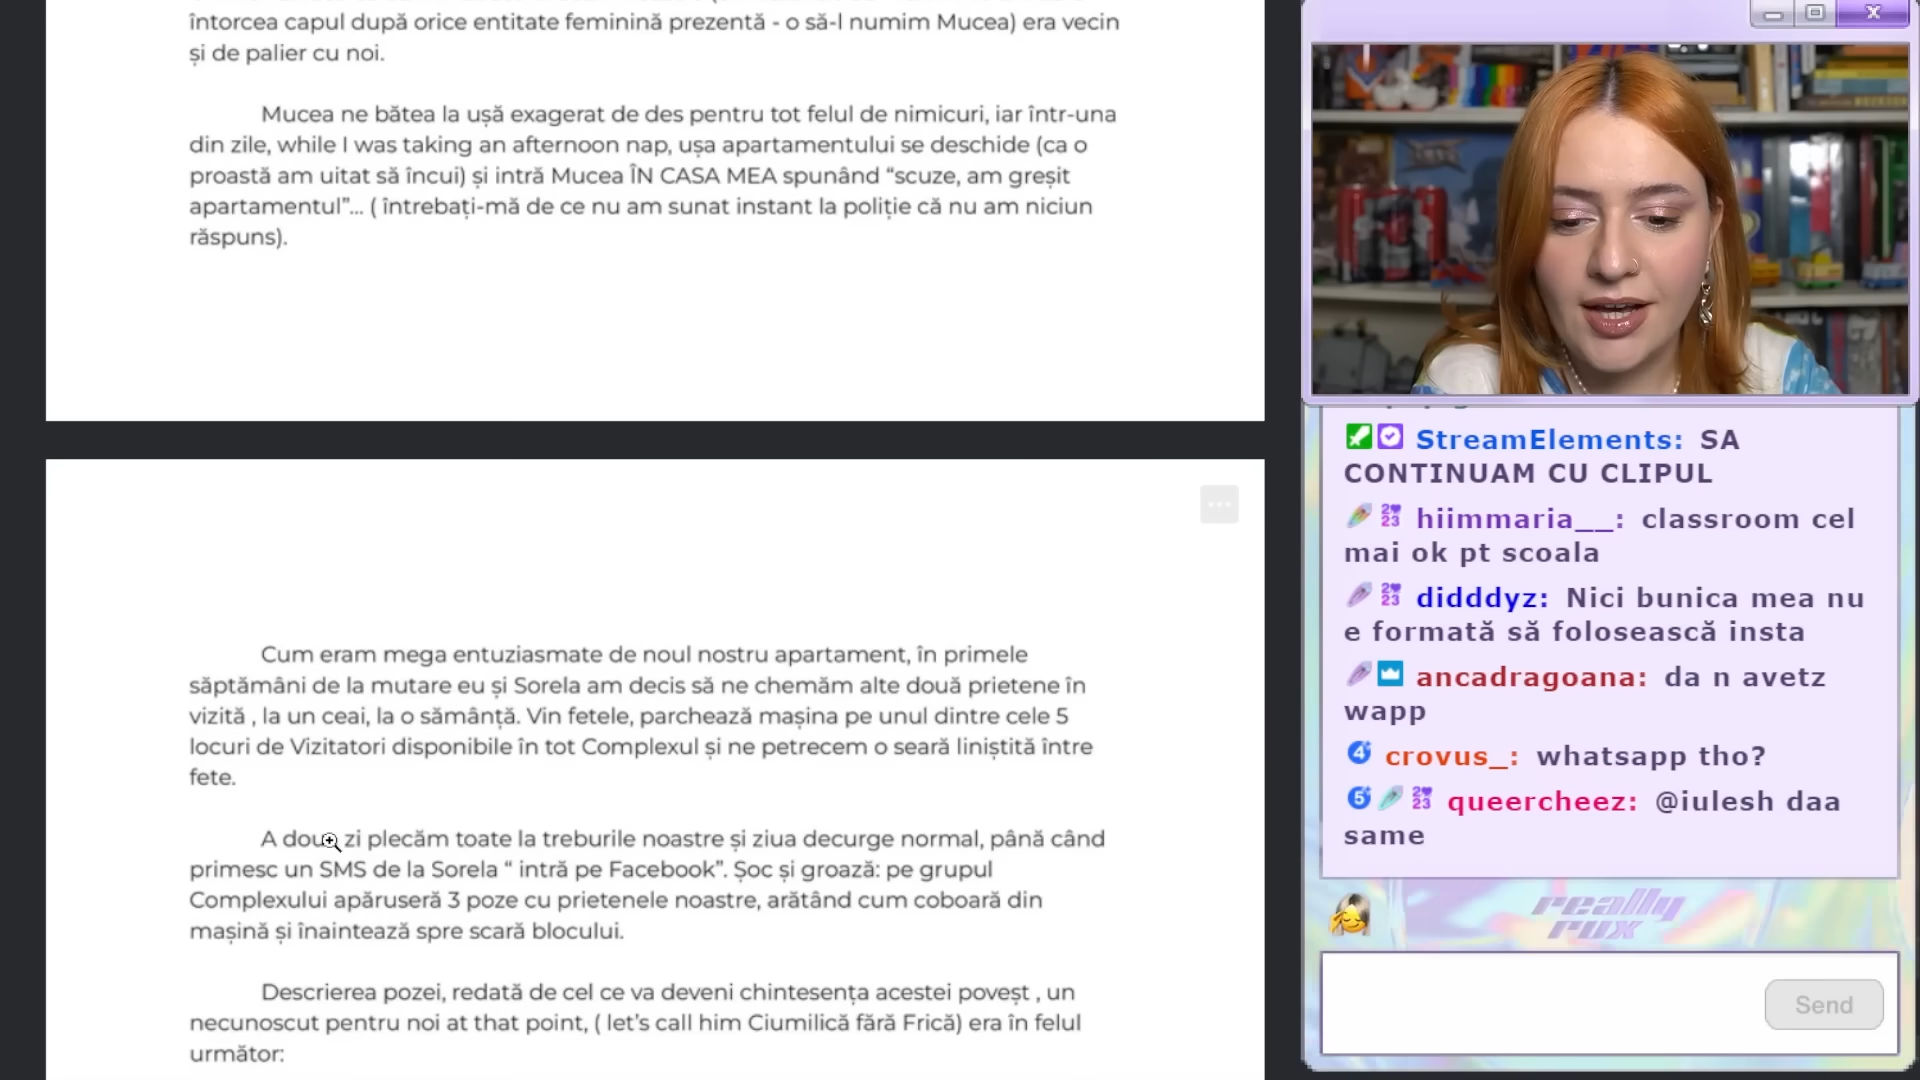 întorcea capul după orice entitate feminină prezentă - o să-l numim Mucea) era vecin
și de palier cu noi.
Mucea ne bătea la ușă exagerat de des pentru tot felul de nimicuri, iar într-una
din zile, while I was taking an afternoon nap, ușa apartamentului se deschide (ca o
proastă am uitat să încui) și intră Mucea ÎN CASA MEA spunând “scuze, am greșit
apartamentul”... ( întrebați-mă de ce nu am sunat instant la poliție că nu am niciun
răspuns).
Cum eram mega entuziasmate de noul nostru apartament, în primele
săptămâni de la mutare eu și Sorela am decis să ne chemăm alte două prietene în
vizită , la un ceai, la o sămânță. Vin fetele, parchează mașina pe unul dintre cele 5
locuri de Vizitatori disponibile în tot Complexul și ne petrecem o seară liniștită între
fete.
A doua zi plecăm toate la treburile noastre și ziua decurge normal, până când
primesc un SMS de la Sorela “ intră pe Facebook”. Șoc și groază: pe grupul
Complexului apăruseră 3 poze cu prietenele noastre, arătând cum coboară din
mașină și înaintează spre scară blocului.
Descrierea pozei, redată de cel ce va deveni chintesența acestei povești , un
necunoscut pentru noi at that point, ( let’s call him Ciumilică fără Frică) era în felul
următor:
StreamElements: SA
CONTINUAM CU CLIPUL
hiimmaria__: classroom cel
mai ok pt scoala
didddyz: Nici bunica mea nu
e formată să folosească insta
ancadragoana: da n avetz
wapp
crovus_: whatsapp tho?
queercheez: @iulesh daa
same
really
rux
Send